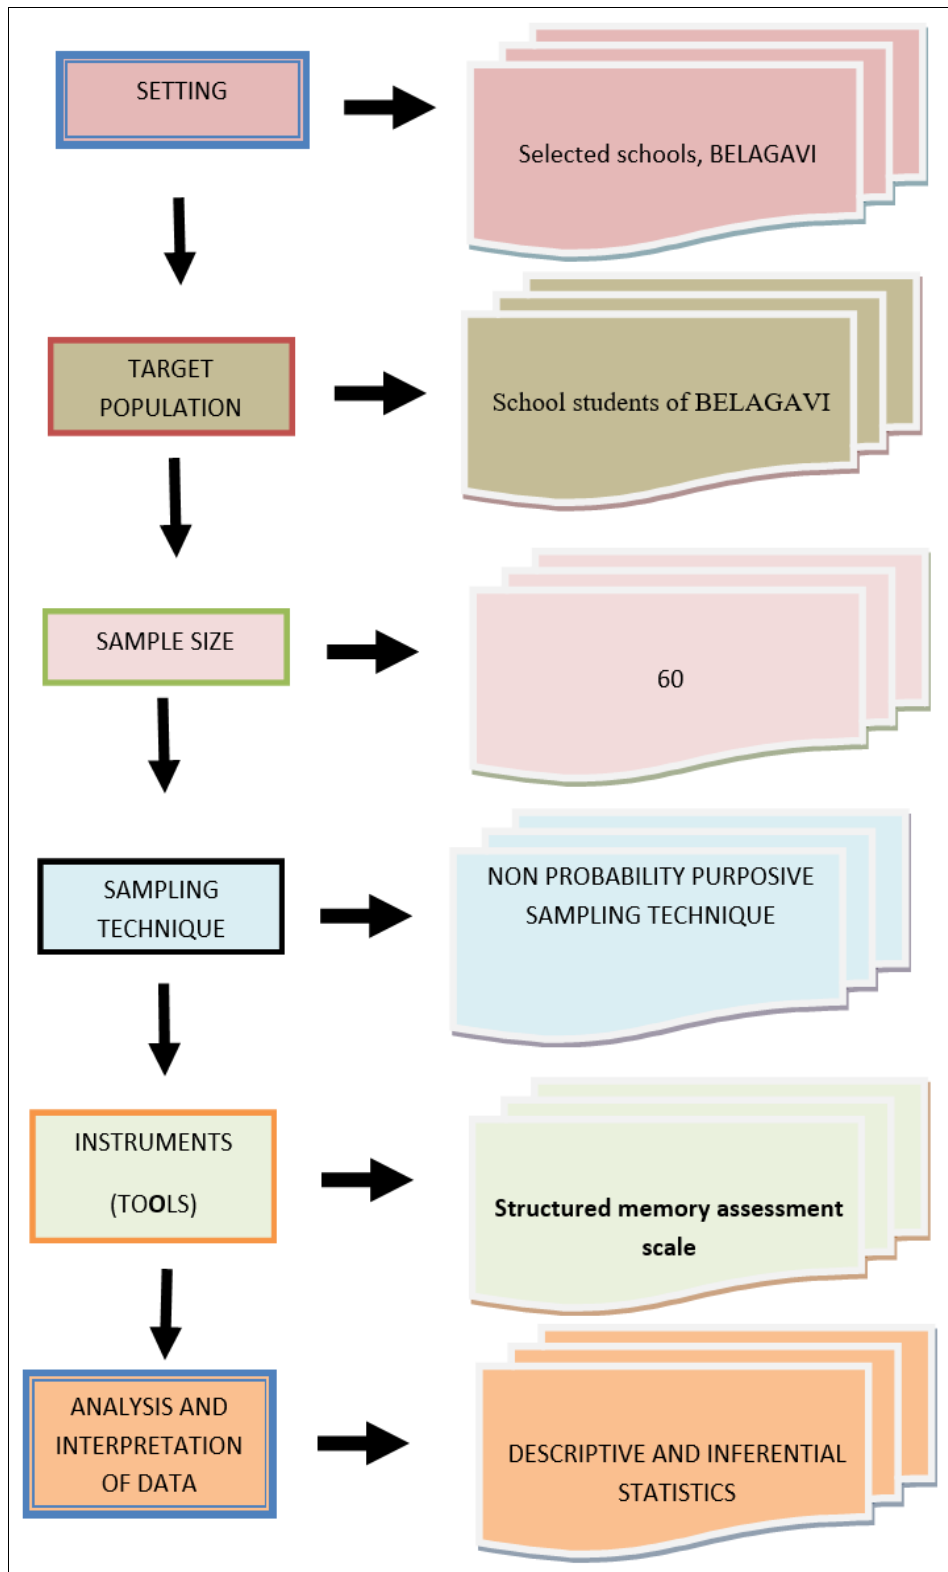 SETTING
Selected schools, BELAGAVI
TARGET
POPULATION
School students of BELAGAVI
SAMPLE SIZE
60
SAMPLING
TECHNIQUE
NON PROBABILITY PURPOSIVE
SAMPLING TECHNIQUE
INSTRUMENTS
(TOOLS)
Structured memory assessment
scale
ANALYSIS AND
INTERPRETATION
OF DATA
DESCRIPTIVE AND INFERENTIAL
STATISTICS